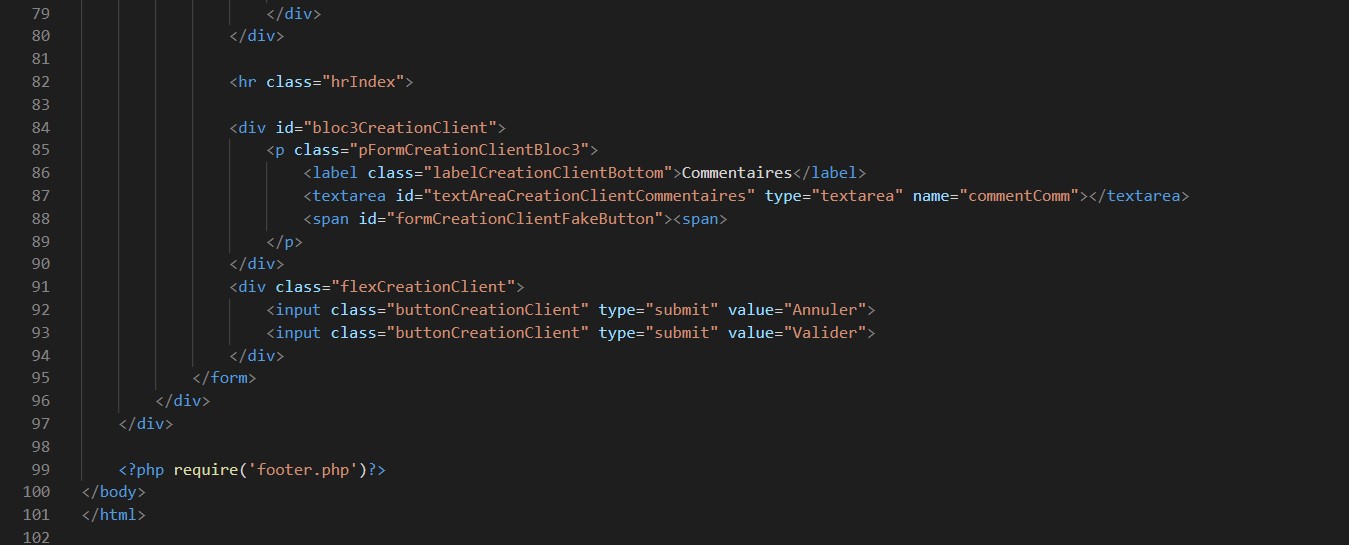 79 </div>
80 </div>
81
82 <hr class="hrIndex">
83
84 <div id="bloc3CreationClient">
85 <p class="pFormCreationClientBloc3">
86 <label class="labelCreationClientBottom">Commentaires</label>
87 <textarea id="textAreaCreationClientCommentaires" type="textarea" name="commentComm"></textarea>
88 <span id="formCreationClientFakeButton"><span>
89 </p>
90 </div>
91 <div class="flexCreationClient">
92 <input class="buttonCreationClient" type="submit" value="Annuler">
93 <input class="buttonCreationClient" type="submit" value="Valider">
94 </div>
95 </form>
96 </div>
97 </div>
98
99 <?php require('footer.php')?>
100 </body>
101 </html>
102